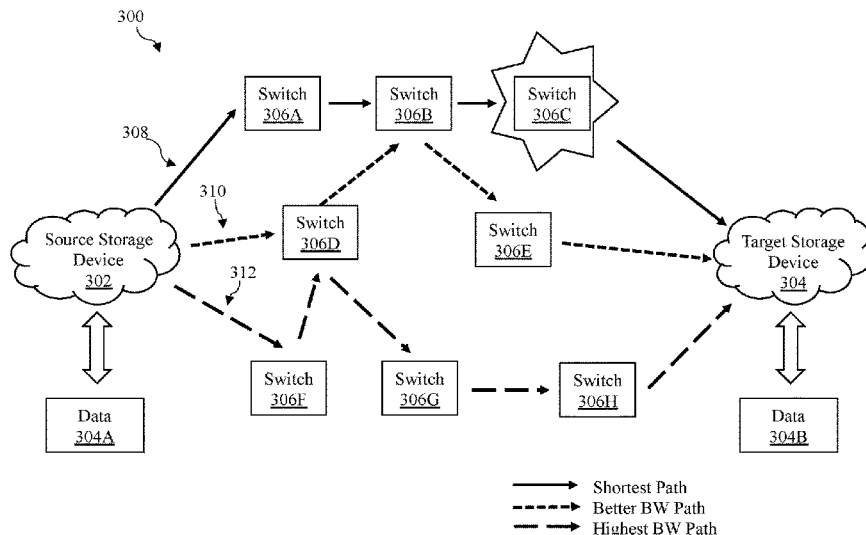 300
Switch
306A
Switch
306B
Switch
306C
308
310
Switch
306D
Switch
306E
Source Storage
Device
302
Target Storage
Device
304
312
Switch
306F
Switch
306G
Switch
306H
Data
304A
Data
304B
Shortest Path
Better BW Path
Highest BW Path